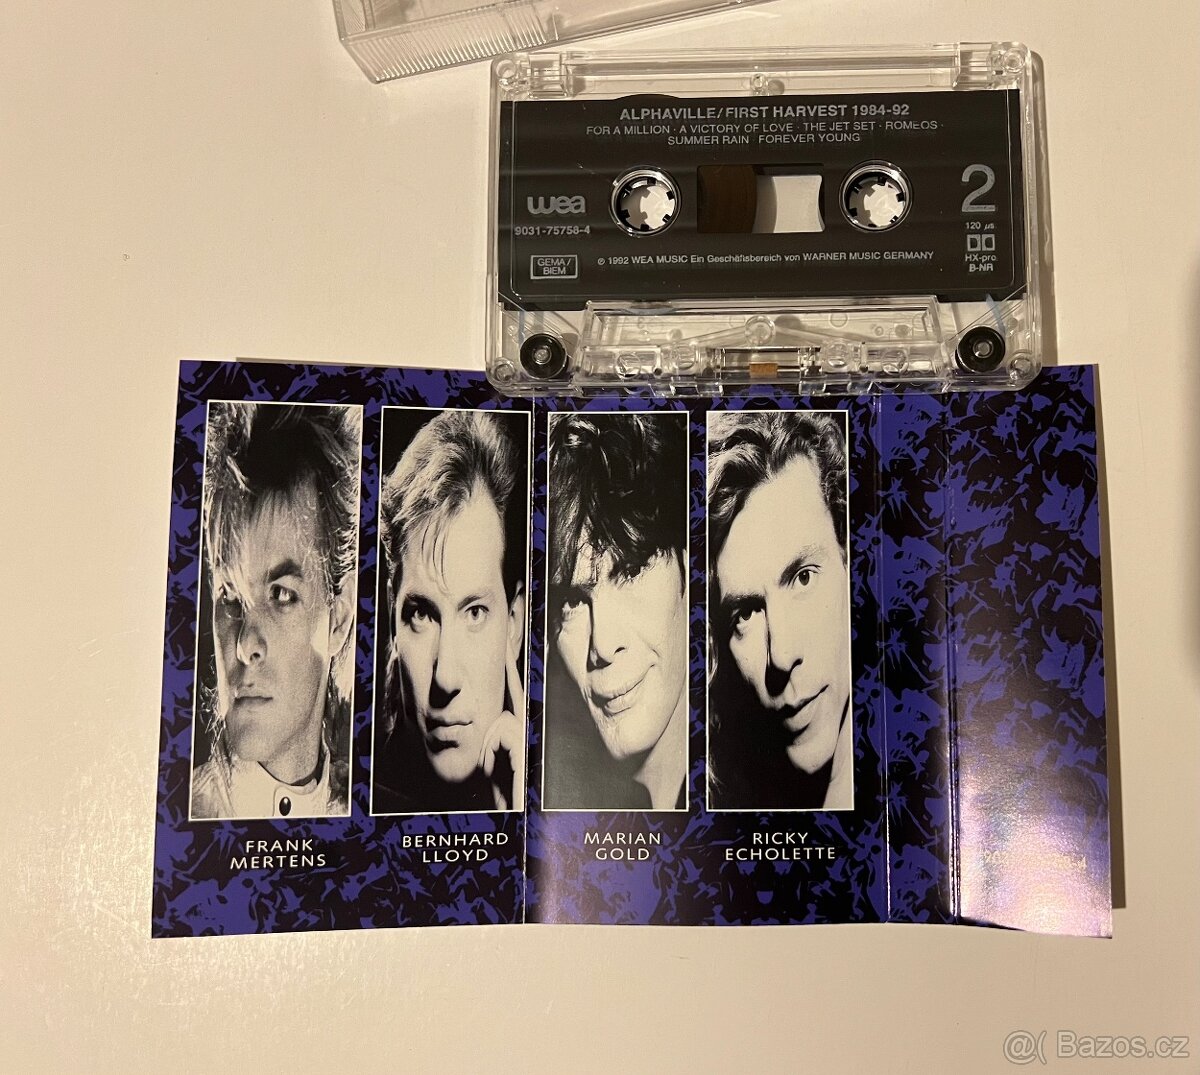 ALPHAVILLE/FIRST HARVEST 1984-92
FOR A MILLION · A VICTORY OF LOVE · THE JET SET · ROMEOS ·
SUMMER RAIN · FOREVER YOUNG
wea
9031-75758-4
2
120 µs
HX-pro.
B-NR
GEMA/
BIEM
℗ 1992 WEA MUSIC Ein Geschäftsbereich von WARNER MUSIC GERMANY
FRANK
MERTENS
BERNHARD
LLOYD
MARIAN
GOLD
RICKY
ECHOLETTE
@( Bazos.cz